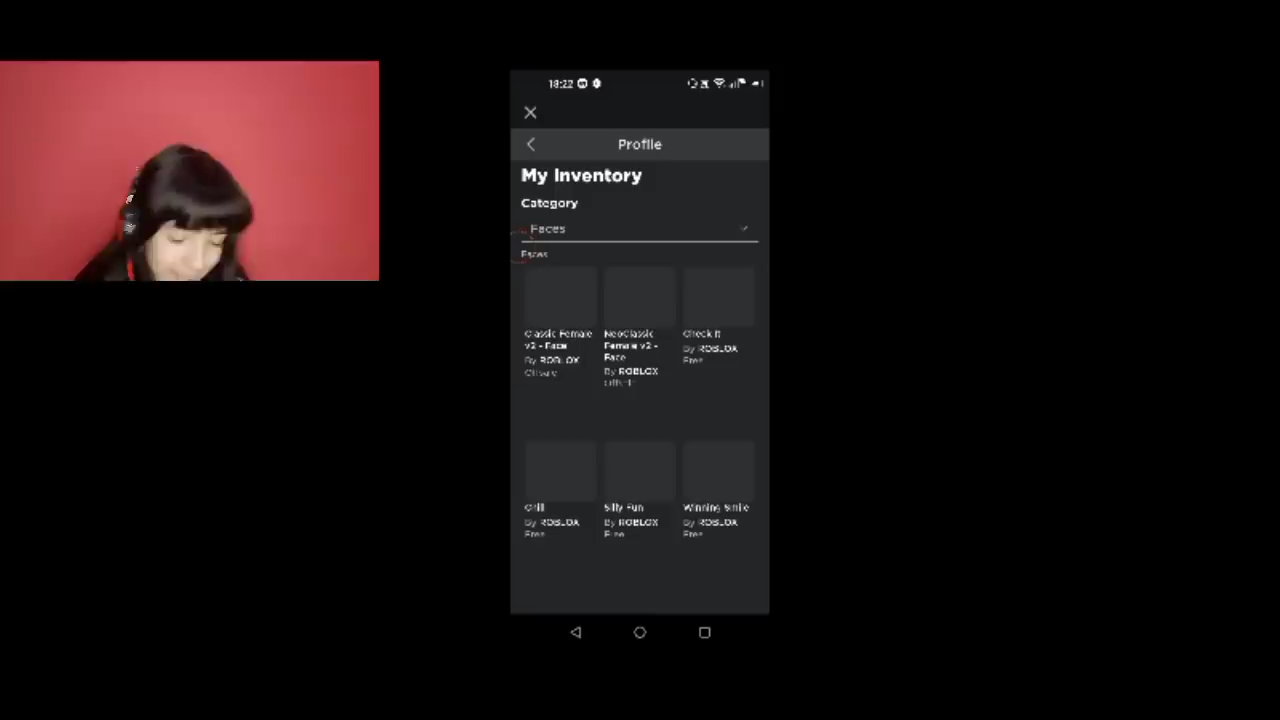 18:22
Profile
My Inventory
Category
Faces
Faces
Classic Female
v2 - Face
By ROBLOX
Offsale
NeoClassic
Female v2 -
Face
By ROBLOX
Offsale
Check It
By ROBLOX
Free
Chill
By ROBLOX
Free
Silly Fun
By ROBLOX
Free
Winning Smile
By ROBLOX
Free